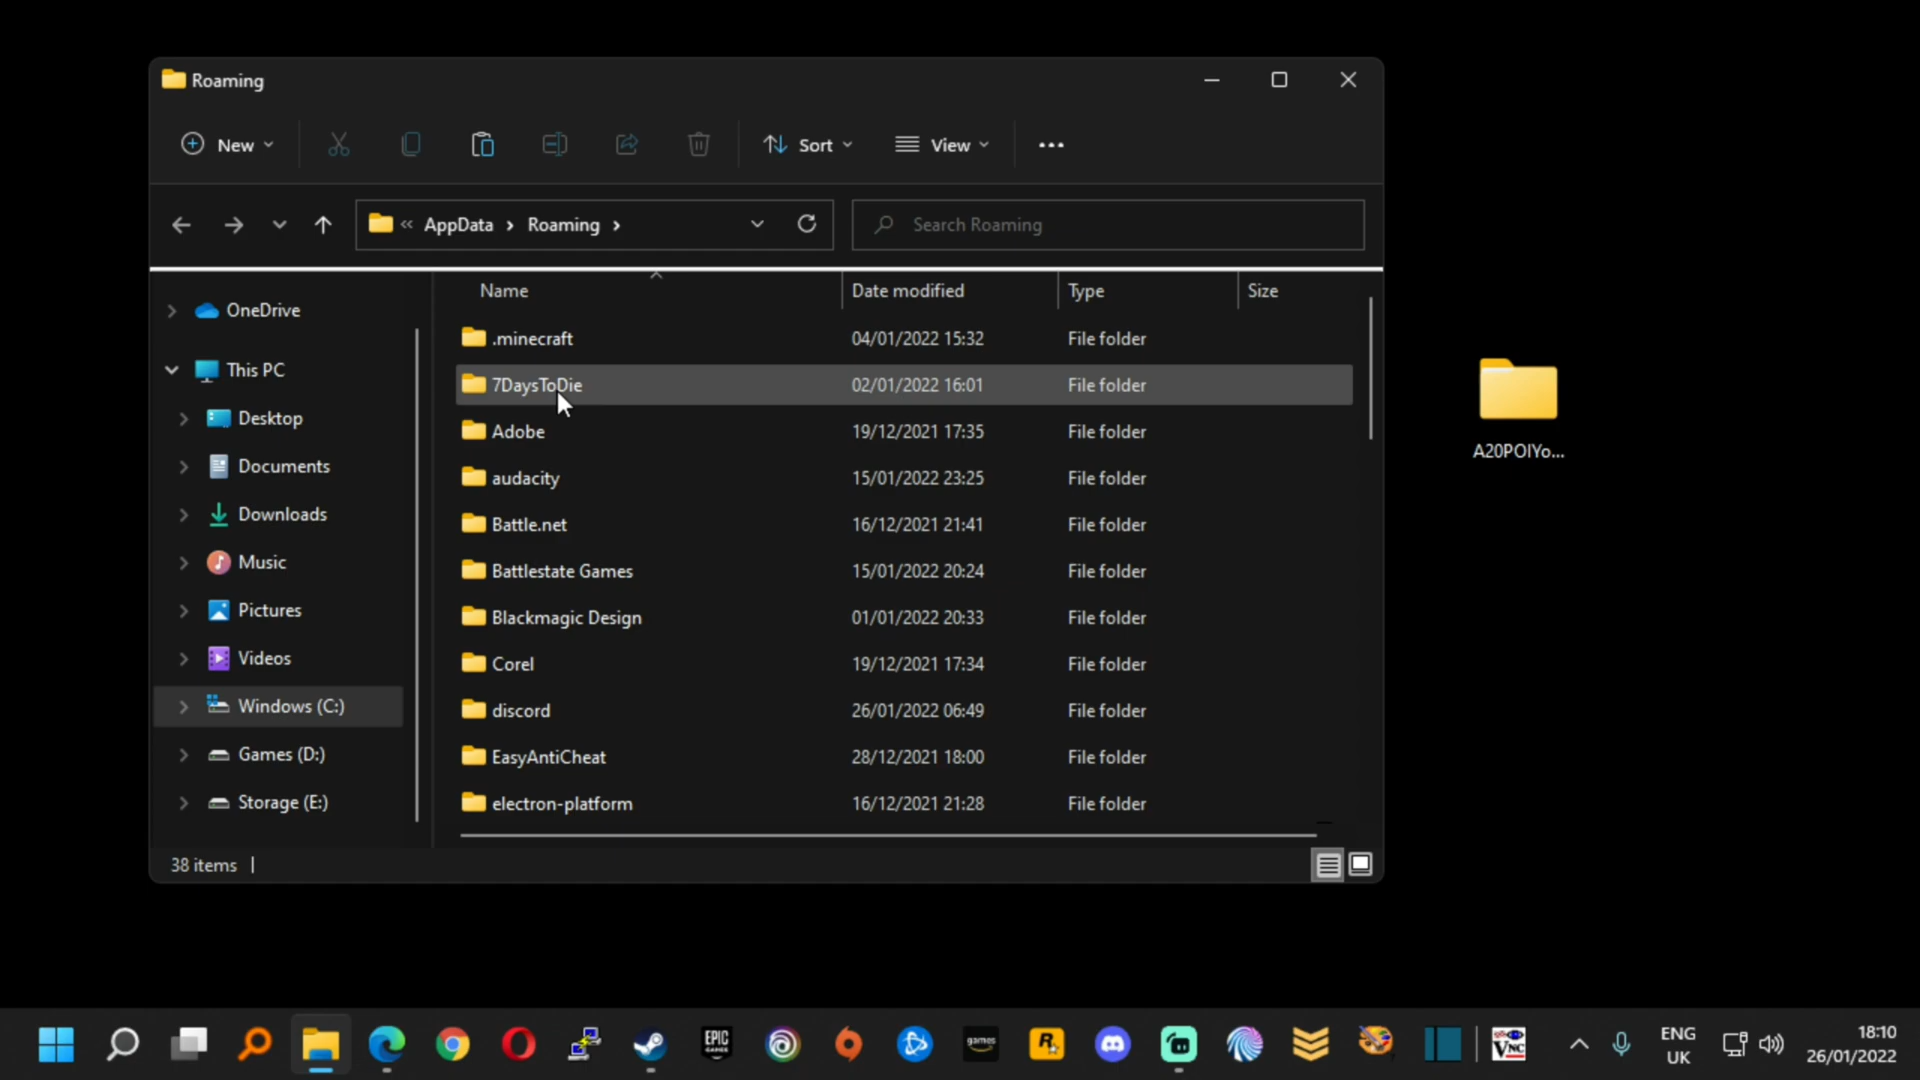 Roaming
New
Sort
View
« AppData > Roaming >
Search Roaming
Name Date modified Type Size
OneDrive
This PC
Desktop
Documents
Downloads
Music
Pictures
Videos
Windows (C:)
Games (D:)
Storage (E:)
.minecraft 04/01/2022 15:32 File folder
7DaysToDie 02/01/2022 16:01 File folder
Adobe 19/12/2021 17:35 File folder
audacity 15/01/2022 23:25 File folder
Battle.net 16/12/2021 21:41 File folder
Battlestate Games 15/01/2022 20:24 File folder
Blackmagic Design 01/01/2022 20:33 File folder
Corel 19/12/2021 17:34 File folder
discord 26/01/2022 06:49 File folder
EasyAntiCheat 28/12/2021 18:00 File folder
electron-platform 16/12/2021 21:28 File folder
38 items
A20POIYo...
EPIC
GAMES
games
R
VNC
ENG
UK
18:10
26/01/2022